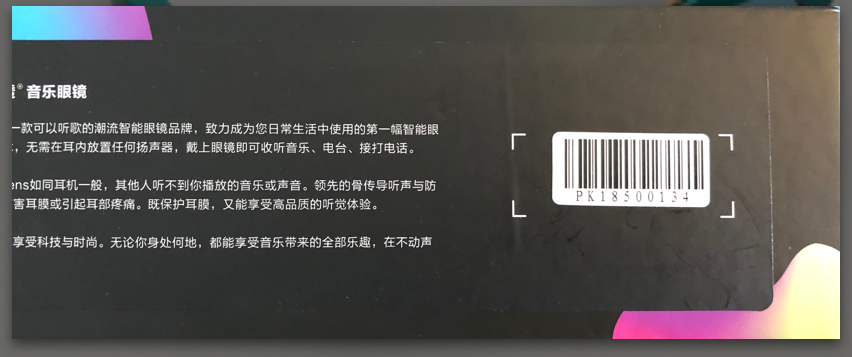 ® 音乐眼镜
一款可以听歌的潮流智能眼镜品牌，致力成为您日常生活中使用的第一幅智能眼
，无需在耳内放置任何扬声器，戴上眼镜即可收听音乐、电台、接打电话。
ens如同耳机一般，其他人听不到你播放的音乐或声音。领先的骨传导听声与防
害耳膜或引起耳部疼痛。既保护耳膜，又能享受高品质的听觉体验。
享受科技与时尚。无论你身处何地，都能享受音乐带来的全部乐趣，在不动声
PK18500134